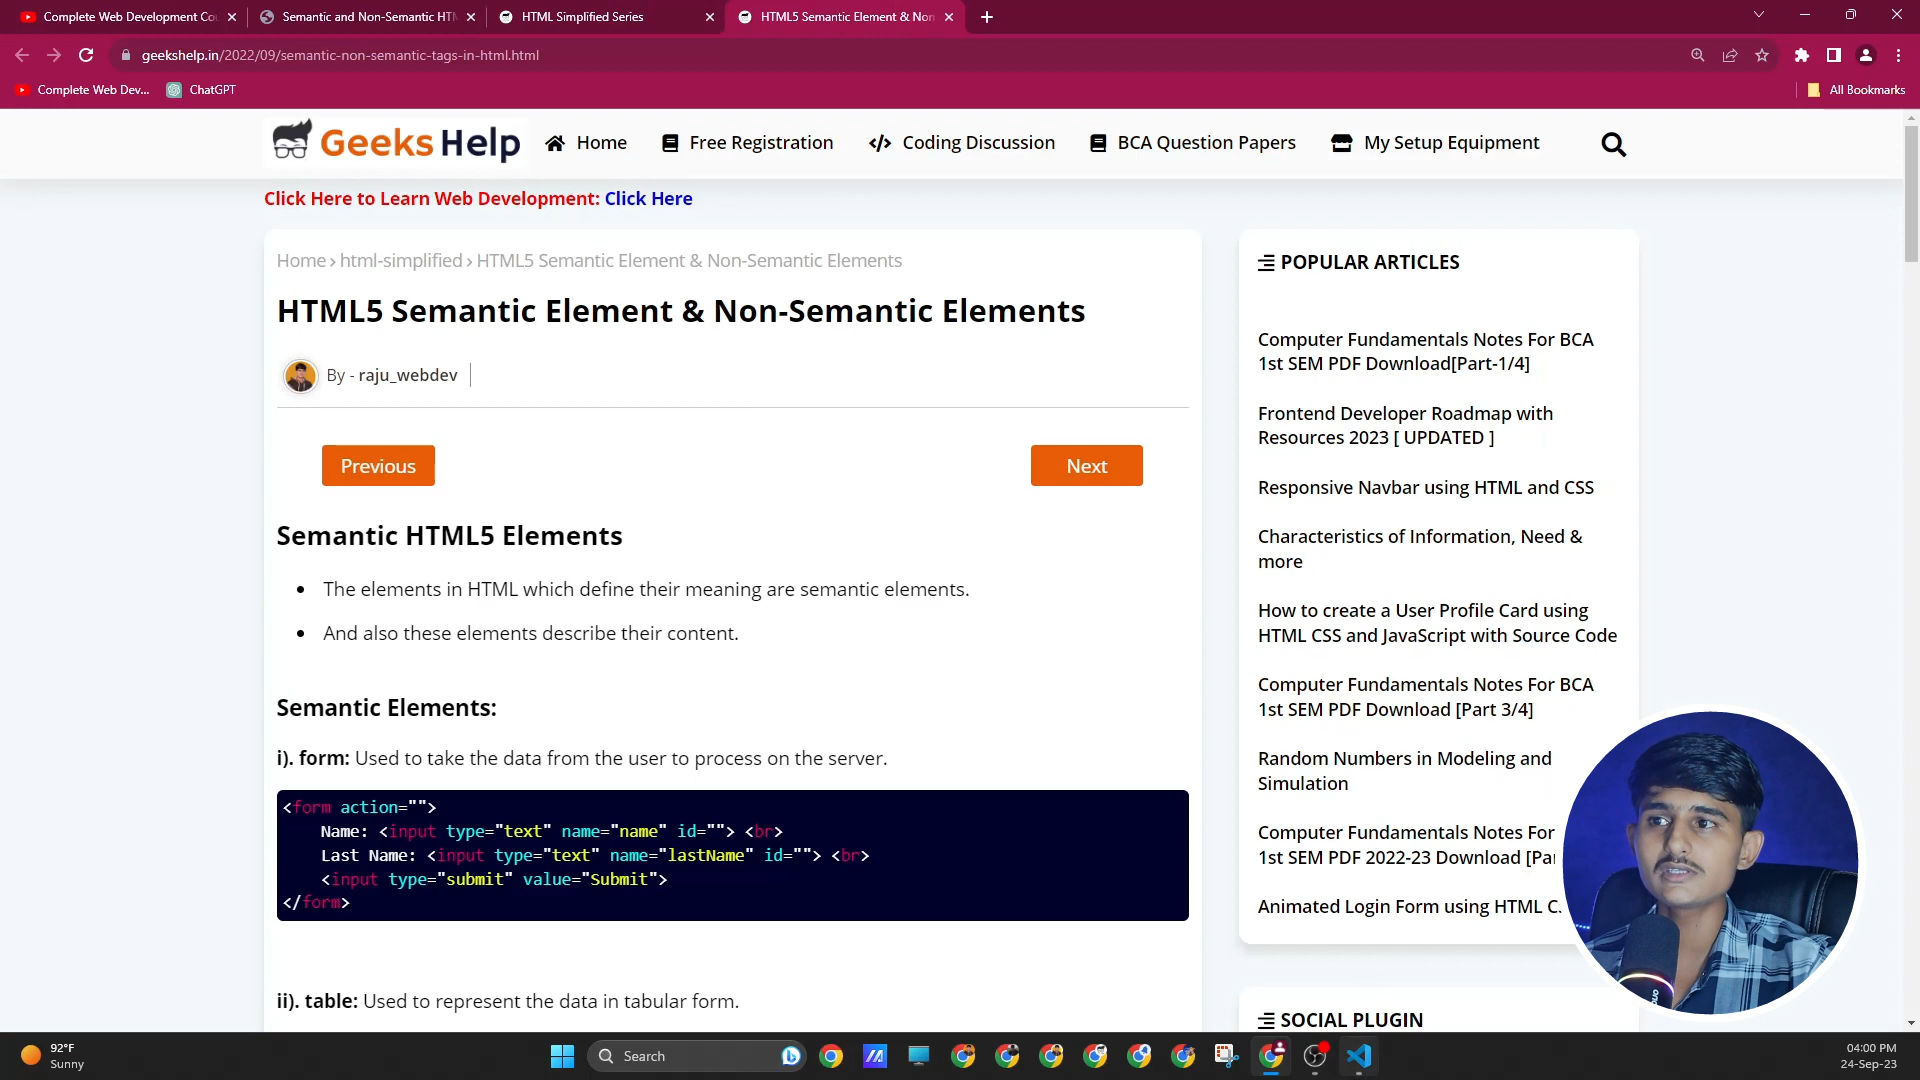 Complete Web Development Co
Semantic and Non-Semantic HT
HTML Simplified Series
HTML5 Semantic Element & Non
geekshelp.in/2022/09/semantic-non-semantic-tags-in-html.html
Complete Web Dev...
ChatGPT
All Bookmarks
Geeks Help
Home
Free Registration
Coding Discussion
BCA Question Papers
My Setup Equipment
Click Here to Learn Web Development: Click Here
Home › html-simplified › HTML5 Semantic Element & Non-Semantic Elements
HTML5 Semantic Element & Non-Semantic Elements
By - raju_webdev
Previous
Next
Semantic HTML5 Elements
• The elements in HTML which define their meaning are semantic elements.
• And also these elements describe their content.
Semantic Elements:
i). form: Used to take the data from the user to process on the server.
<form action="">
Name: <input type="text" name="name" id=""> <br>
Last Name: <input type="text" name="lastName" id=""> <br>
<input type="submit" value="Submit">
</form>
ii). table: Used to represent the data in tabular form.
POPULAR ARTICLES
Computer Fundamentals Notes For BCA
1st SEM PDF Download[Part-1/4]
Frontend Developer Roadmap with
Resources 2023 [ UPDATED ]
Responsive Navbar using HTML and CSS
Characteristics of Information, Need &
more
How to create a User Profile Card using
HTML CSS and JavaScript with Source Code
Computer Fundamentals Notes For BCA
1st SEM PDF Download [Part 3/4]
Random Numbers in Modeling and
Simulation
Computer Fundamentals Notes For
1st SEM PDF 2022-23 Download [Par
Animated Login Form using HTML C
SOCIAL PLUGIN
92°F
Sunny
Search
04:00 PM
24-Sep-23